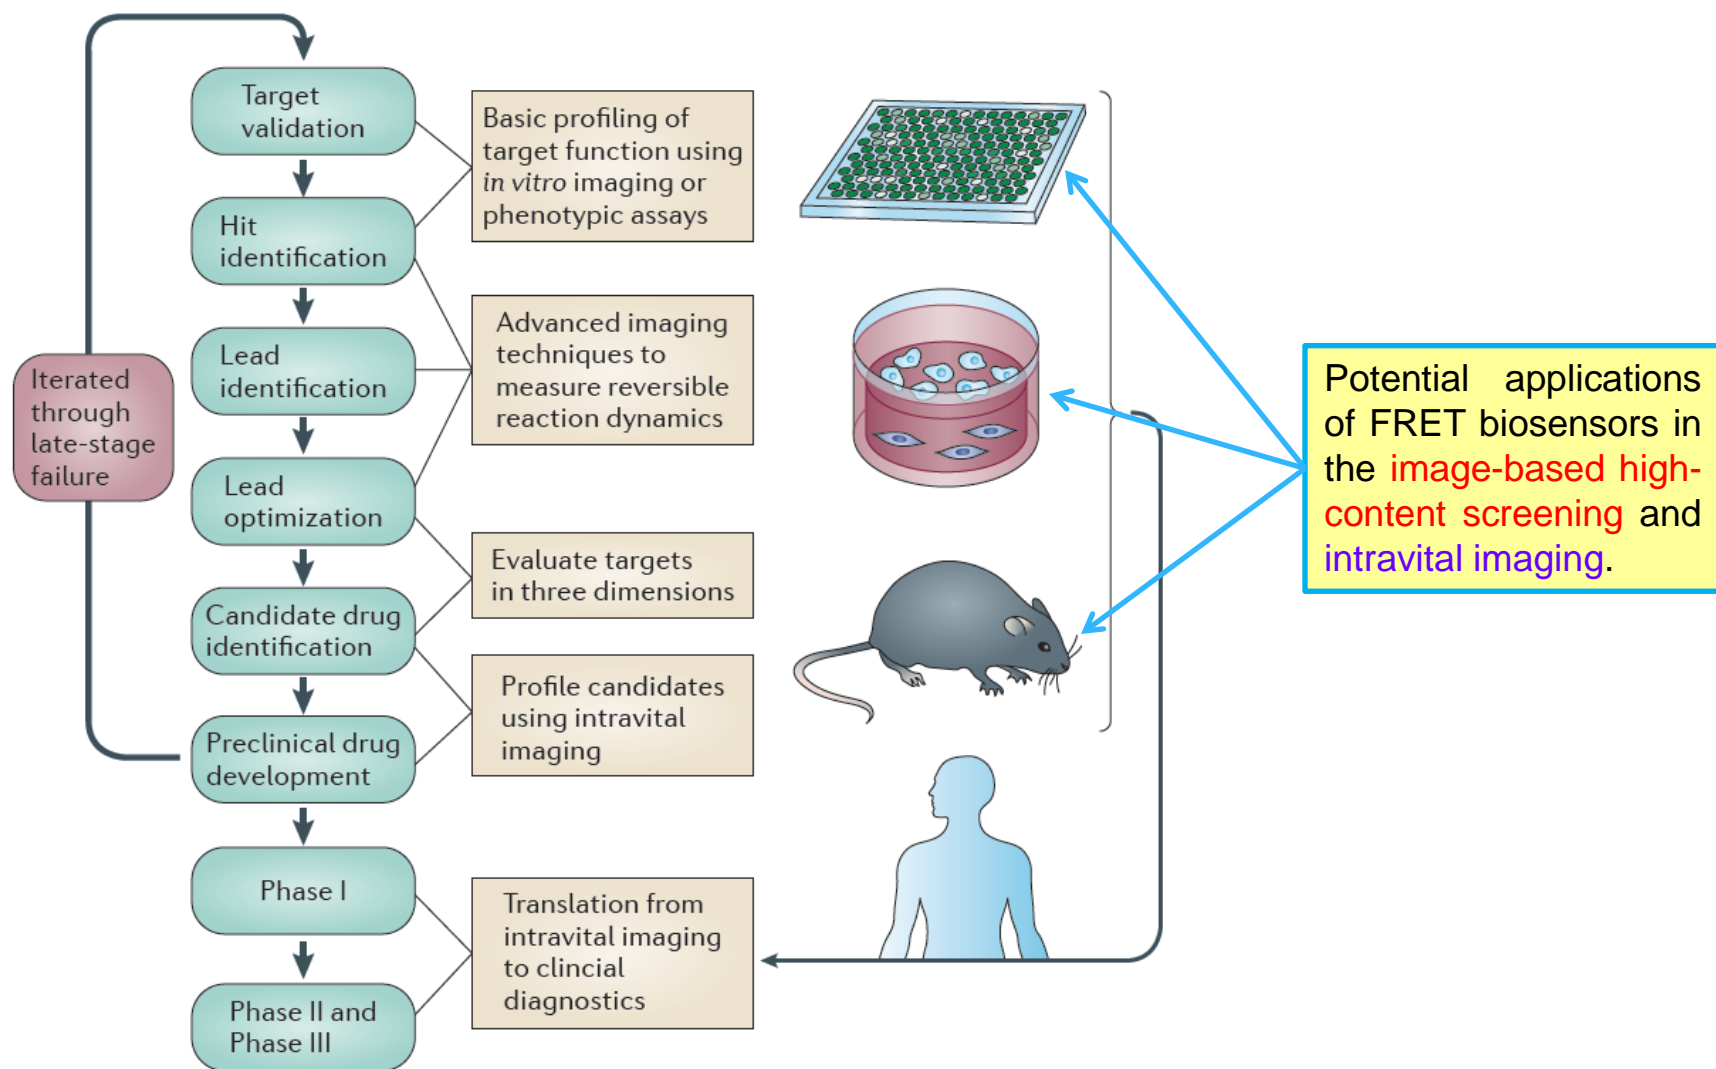 Target
validation
Hit
identification
Lead
identification
Lead
optimization
Candidate drug
identification
Preclinical drug
development
Phase I
Phase II and
Phase III
Iterated
through
late-stage
failure
Basic profiling of
target function using
in vitro imaging or
phenotypic assays
Advanced imaging
techniques to
measure reversible
reaction dynamics
Evaluate targets
in three dimensions
Profile candidates
using intravital
imaging
Translation from
intravital imaging
to clincial
diagnostics
Potential applications
of FRET biosensors in
the image-based high-
content screening and
intravital imaging.